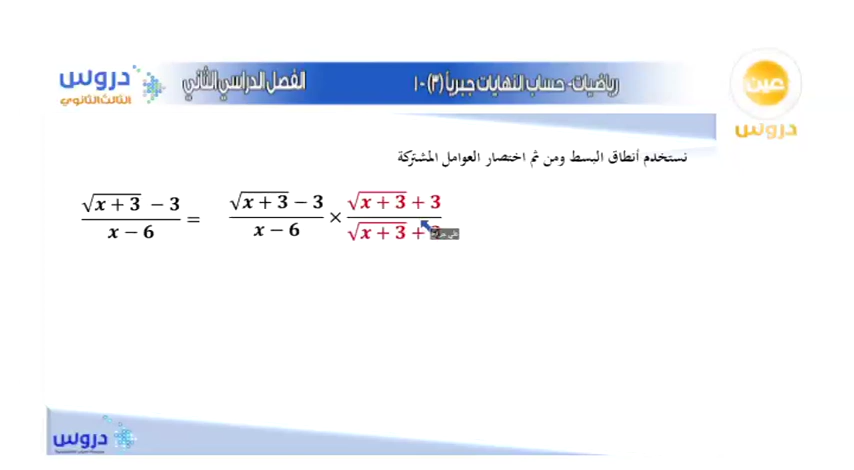 دروس
الثالث الثانوي
الفصل الدراسي الثاني
رياضيات- حساب النهايات جبرياً (٣) -١٠
عين
دروس
نستخدم أنطاق البسط ومن ثم اختصار العوامل المشتركة
(√(x + 3) − 3)/(x − 6) = (√(x + 3) − 3)/(x − 6) × (√(x + 3) + 3)/(√(x + 3) + 3)
دروس